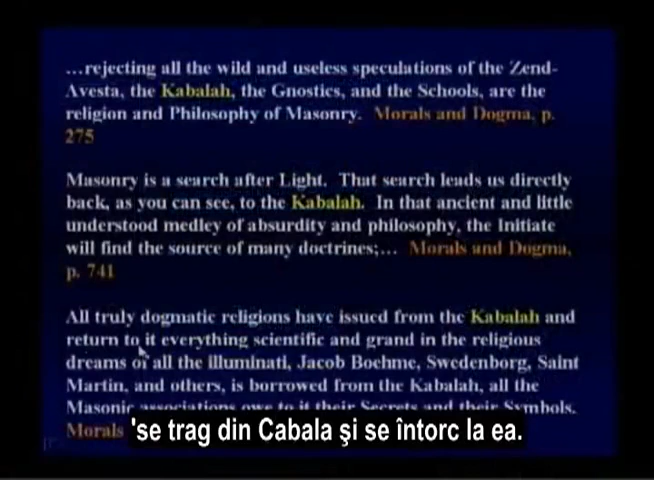 ...rejecting all the wild and useless speculations of the Zend-
Avesta, the Kabalah, the Gnostics, and the Schools, are the
religion and Philosophy of Masonry. Morals and Dogma, p.
275
Masonry is a search after Light. That search leads us directly
back, as you can see, to the Kabalah. In that ancient and little
understood medley of absurdity and philosophy, the Initiate
will find the source of many doctrines;... Morals and Dogma,
p. 741
All truly dogmatic religions have issued from the Kabalah and
return to it everything scientific and grand in the religious
dreams of all the illuminati, Jacob Boehme, Swedenborg, Saint
Martin, and others, is borrowed from the Kabalah, all the
Masonic associations owe to it their Secrets and their Symbols.
Morals
'se trag din Cabala şi se întorc la ea.